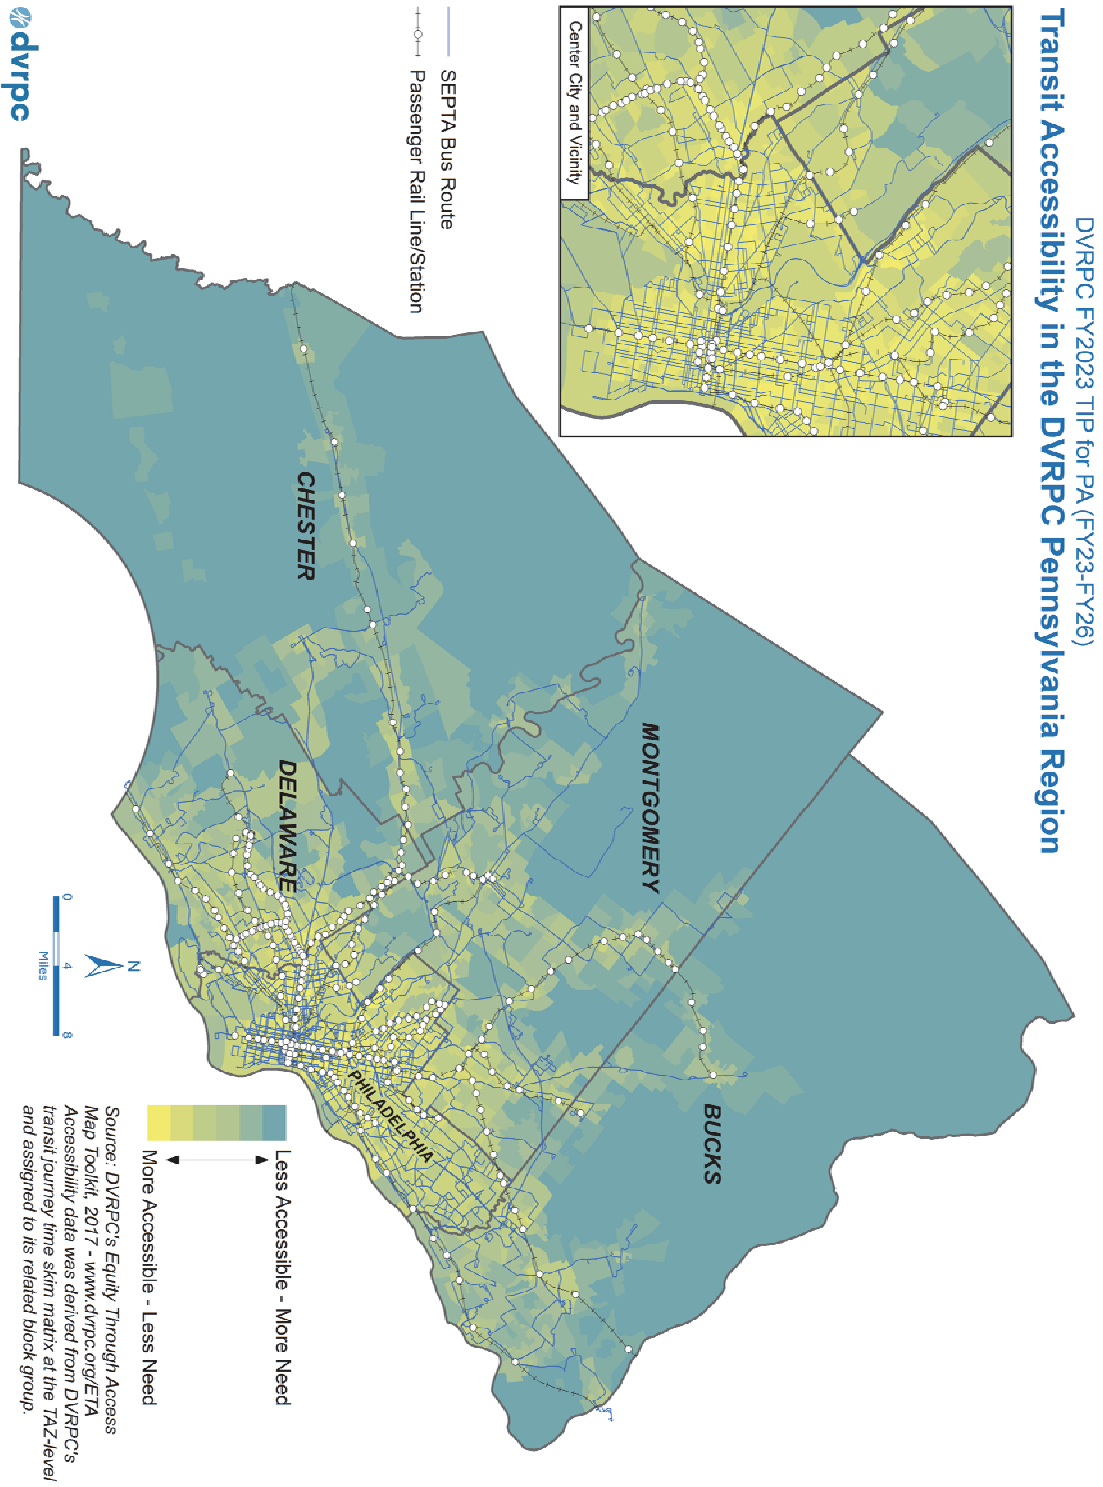 DVRPC FY2023 TIP for PA (FY23-FY26)
Transit Accessibility in the DVRPC Pennsylvania Region
Center City and Vicinity
SEPTA Bus Route
Passenger Rail Line/Station
MONTGOMERY
BUCKS
CHESTER
DELAWARE
PHILADELPHIA
N
0 4 8
Miles
Less Accessible - More Need
More Accessible - Less Need
Source: DVRPC's Equity Through Access
Map Toolkit, 2017 - www.dvrpc.org/ETA
Accessibility data was derived from DVRPC's
transit journey time skim matrix at the TAZ-level
and assigned to its related block group.
dvrpc